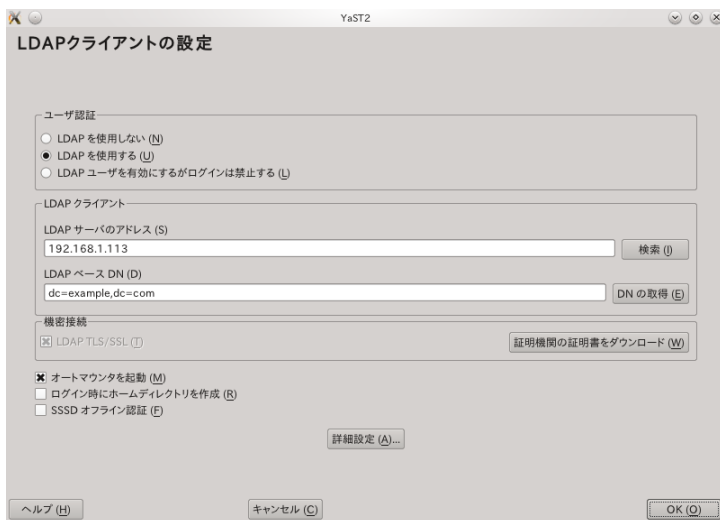 YaST2
LDAPクライアントの設定
ユーザ認証
LDAP を使用しない (N)
LDAP を使用する (U)
LDAP ユーザを有効にするがログインは禁止する (L)
LDAP クライアント
LDAP サーバのアドレス (S)
192.168.1.113
検索 (I)
LDAP ベース DN (D)
dc=example,dc=com
DN の取得 (E)
機密接続
LDAP TLS/SSL (T)
証明機関の証明書をダウンロード (W)
オートマウンタを起動 (M)
ログイン時にホームディレクトリを作成 (R)
SSSD オフライン認証 (F)
詳細設定 (A)...
ヘルプ (H)
キャンセル (C)
OK (O)